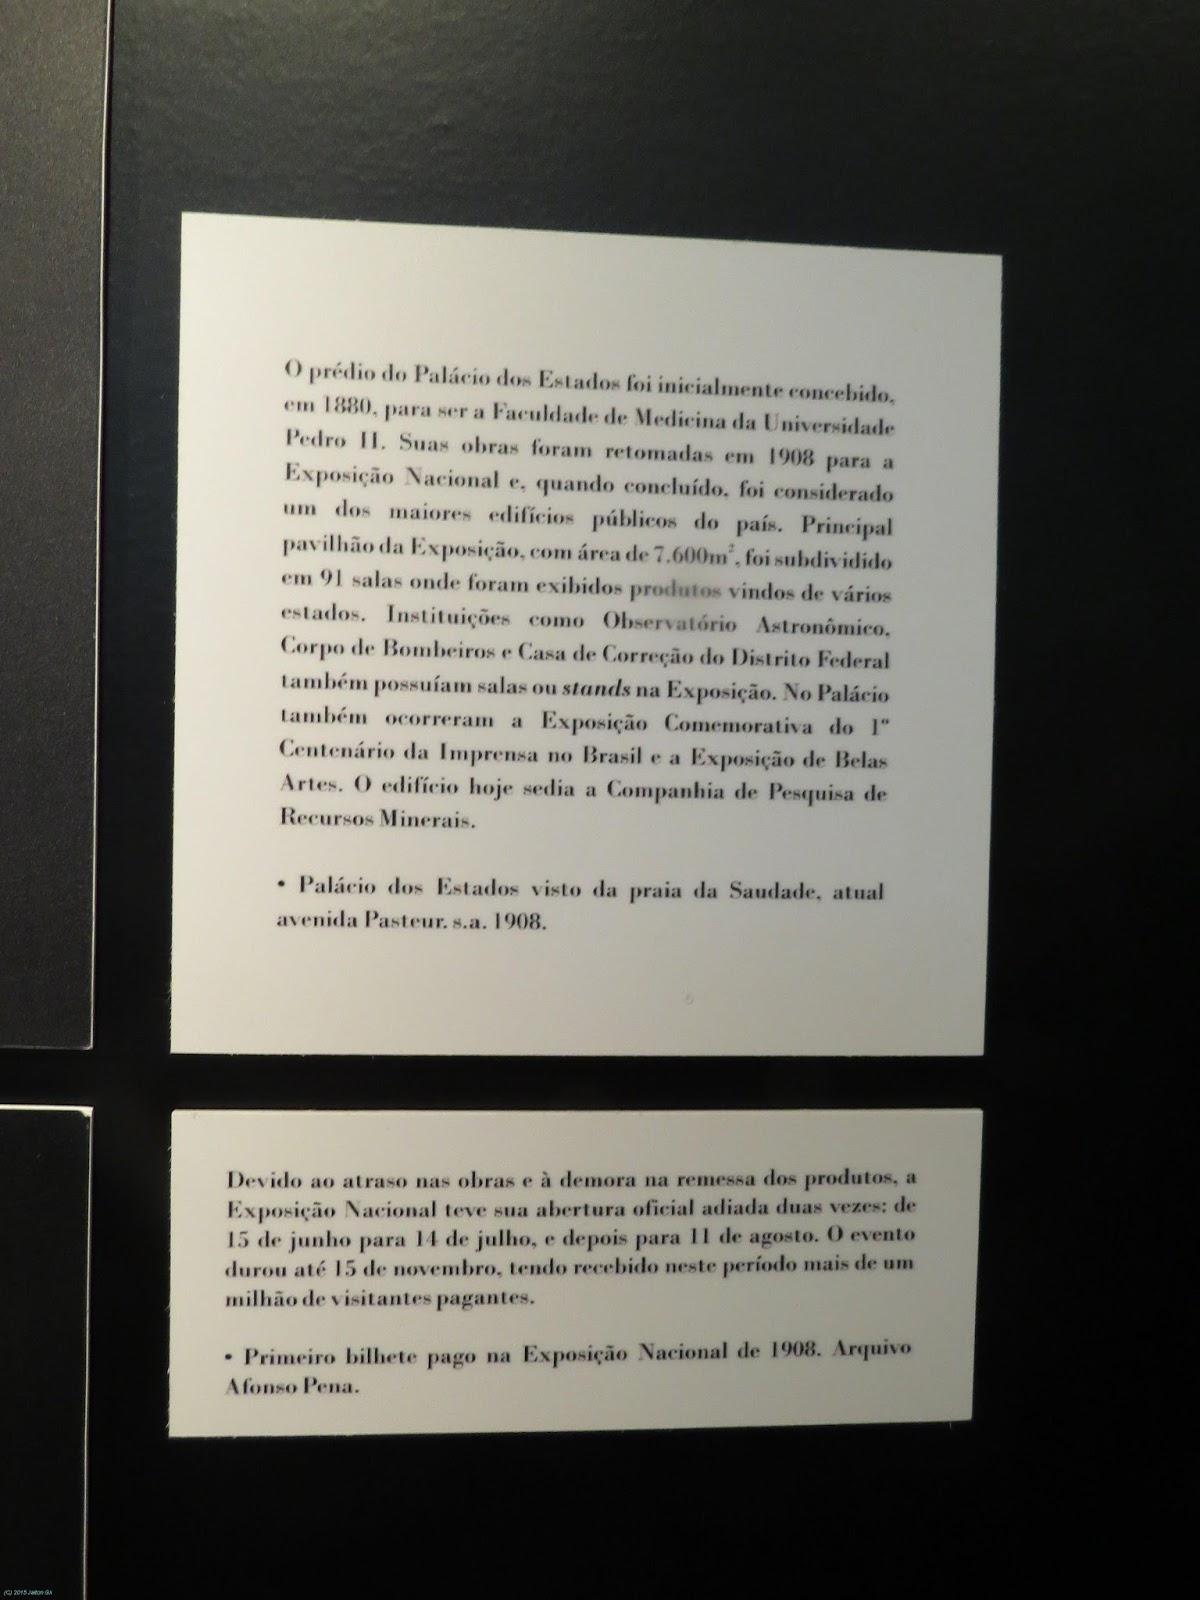 O prédio do Palácio dos Estados foi inicialmente concebido,
em 1880, para ser a Faculdade de Medicina da Universidade
Pedro II. Suas obras foram retomadas em 1908 para a
Exposição Nacional e, quando concluído, foi considerado
um dos maiores edifícios públicos do país. Principal
pavilhão da Exposição, com área de 7.600m², foi subdividido
em 91 salas onde foram exibidos produtos vindos de vários
estados. Instituições como Observatório Astronômico,
Corpo de Bombeiros e Casa de Correção do Distrito Federal
também possuíam salas ou stands na Exposição. No Palácio
também ocorreram a Exposição Comemorativa do 1º
Centenário da Imprensa no Brasil e a Exposição de Belas
Artes. O edifício hoje sedia a Companhia de Pesquisa de
Recursos Minerais.
• Palácio dos Estados visto da praia da Saudade, atual
avenida Pasteur. s.a. 1908.
Devido ao atraso nas obras e à demora na remessa dos produtos, a
Exposição Nacional teve sua abertura oficial adiada duas vezes: de
15 de junho para 14 de julho, e depois para 11 de agosto. O evento
durou até 15 de novembro, tendo recebido neste período mais de um
milhão de visitantes pagantes.
• Primeiro bilhete pago na Exposição Nacional de 1908. Arquivo
Afonso Pena.
(C) 2015 Jailton Gx